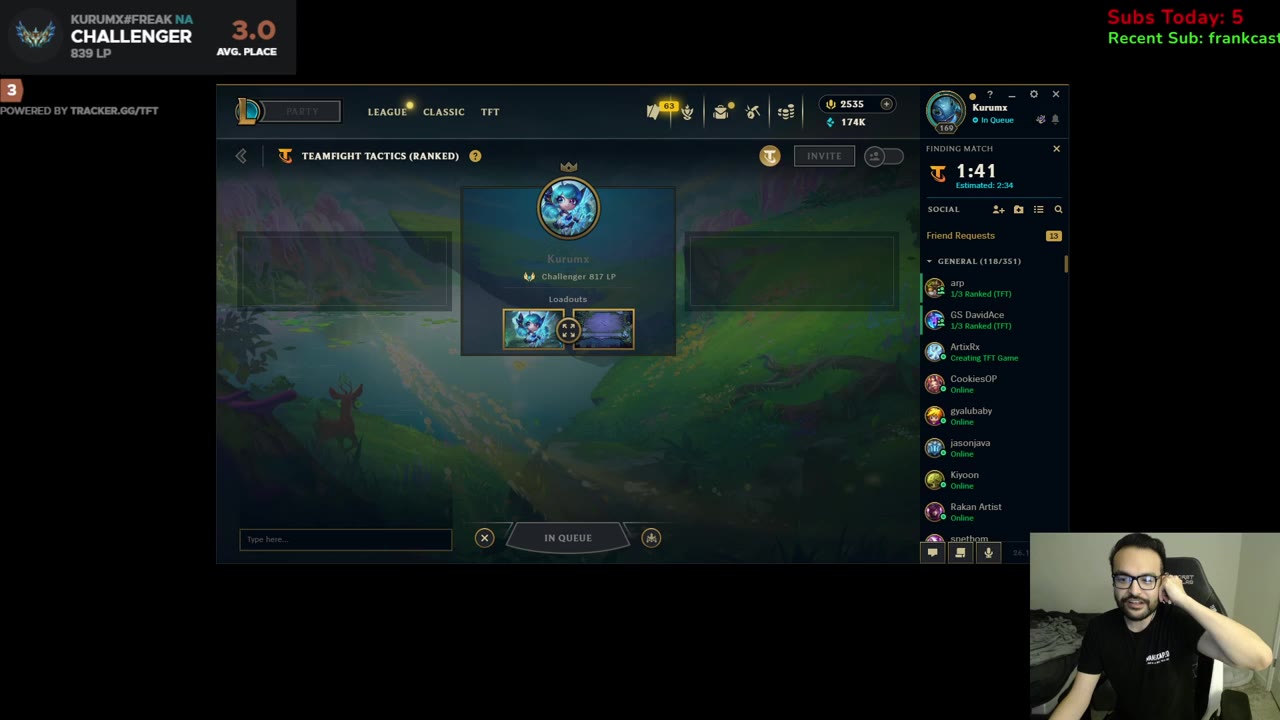 KURUMX#FREAK NA
CHALLENGER
839 LP
3.0
AVG. PLACE
3
POWERED BY TRACKER.GG/TFT
Subs Today: 5
Recent Sub: frankcast
PARTY
LEAGUE
CLASSIC
TFT
63
2535
174K
169
Kurumx
In Queue
TEAMFIGHT TACTICS (RANKED)
INVITE
Kurumx
Challenger 817 LP
Loadouts
Type here...
IN QUEUE
FINDING MATCH
1:41
Estimated: 2:34
SOCIAL
Friend Requests
13
GENERAL (118/351)
arp
1/3 Ranked (TFT)
GS DavidAce
1/3 Ranked (TFT)
ArtixRx
Creating TFT Game
CookiesOP
Online
gyalubaby
Online
jasonjava
Online
Kiyoon
Online
Rakan Artist
Online